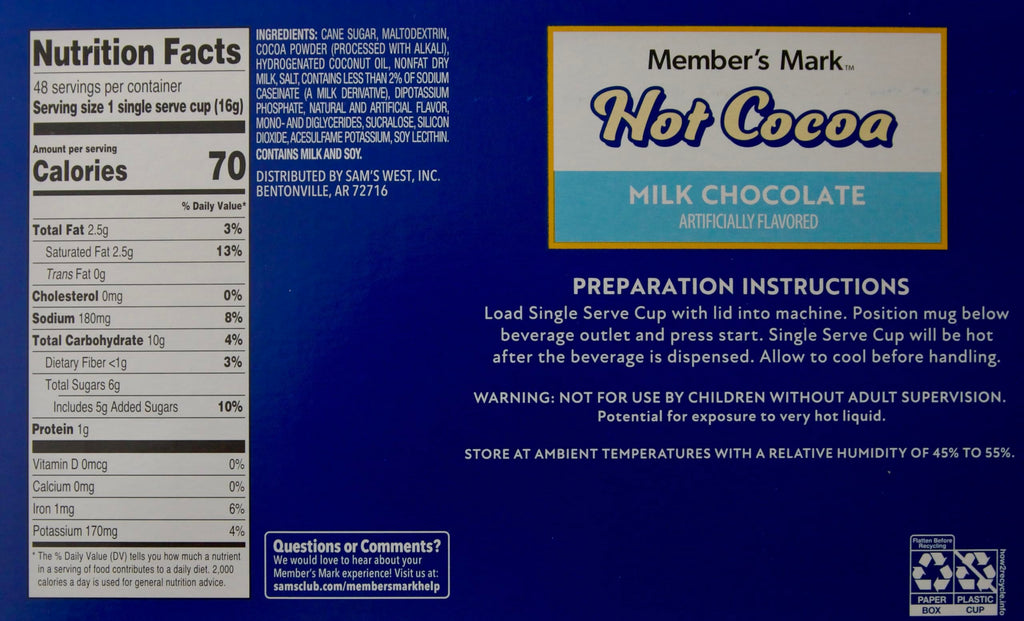 Nutrition Facts
48 servings per container
Serving size 1 single serve cup (16g)
Amount per serving
Calories 70
% Daily Value*
Total Fat 2.5g 3%
Saturated Fat 2.5g 13%
Trans Fat 0g
Cholesterol 0mg 0%
Sodium 180mg 8%
Total Carbohydrate 10g 4%
Dietary Fiber <1g 3%
Total Sugars 6g
Includes 5g Added Sugars 10%
Protein 1g
Vitamin D 0mcg 0%
Calcium 0mg 0%
Iron 1mg 6%
Potassium 170mg 4%
* The % Daily Value (DV) tells you how much a nutrient
in a serving of food contributes to a daily diet. 2,000
calories a day is used for general nutrition advice.
INGREDIENTS: CANE SUGAR, MALTODEXTRIN,
COCOA POWDER (PROCESSED WITH ALKALI),
HYDROGENATED COCONUT OIL, NONFAT DRY
MILK, SALT, CONTAINS LESS THAN 2% OF SODIUM
CASEINATE (A MILK DERIVATIVE), DIPOTASSIUM
PHOSPHATE, NATURAL AND ARTIFICIAL FLAVOR,
MONO- AND DIGLYCERIDES, SUCRALOSE, SILICON
DIOXIDE, ACESULFAME POTASSIUM, SOY LECITHIN.
CONTAINS MILK AND SOY.
DISTRIBUTED BY SAM'S WEST, INC.
BENTONVILLE, AR 72716
Questions or Comments?
We would love to hear about your
Member's Mark experience! Visit us at:
samsclub.com/membersmarkhelp
Member's Mark™
Hot Cocoa
MILK CHOCOLATE
ARTIFICIALLY FLAVORED
PREPARATION INSTRUCTIONS
Load Single Serve Cup with lid into machine. Position mug below
beverage outlet and press start. Single Serve Cup will be hot
after the beverage is dispensed. Allow to cool before handling.
WARNING: NOT FOR USE BY CHILDREN WITHOUT ADULT SUPERVISION.
Potential for exposure to very hot liquid.
STORE AT AMBIENT TEMPERATURES WITH A RELATIVE HUMIDITY OF 45% TO 55%.
Flatten Before
Recycling
PAPER
BOX
PLASTIC
CUP
how2recycle.info